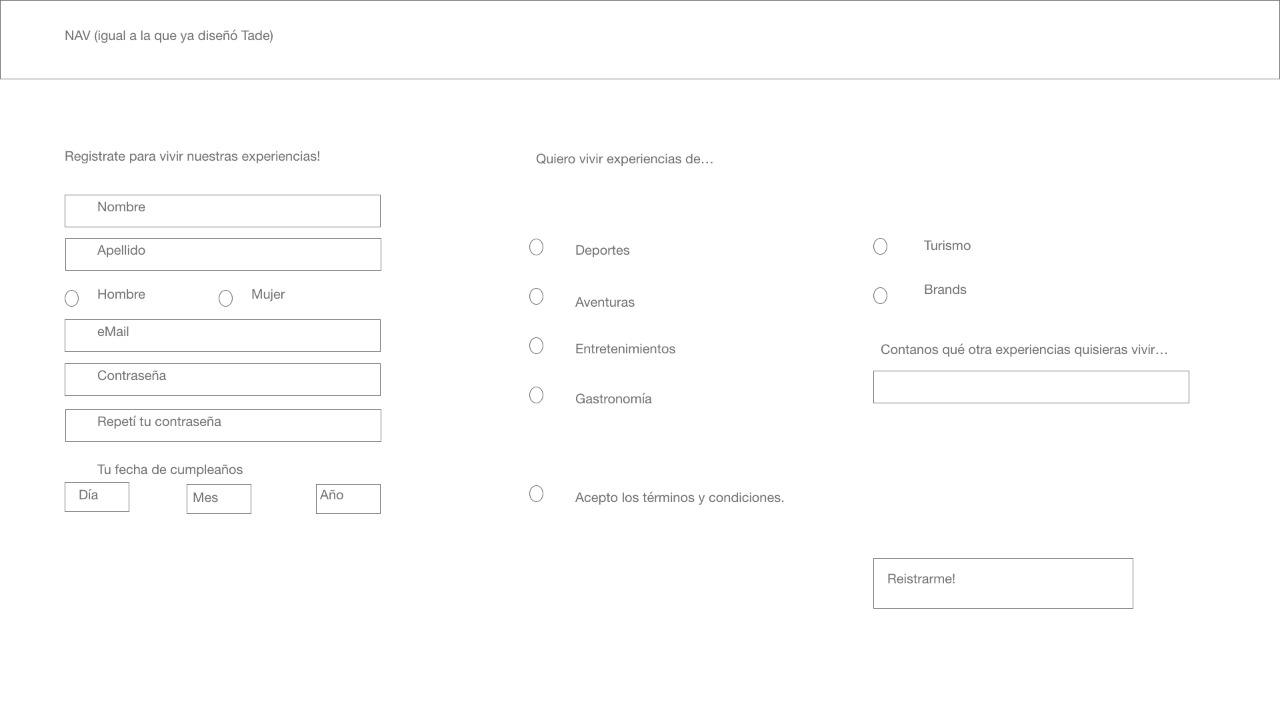 NAV (igual a la que ya diseñó Tade)
Registrate para vivir nuestras experiencias!
Nombre
Apellido
Hombre
Mujer
eMail
Contraseña
Repetí tu contraseña
Tu fecha de cumpleaños
Día
Mes
Año
Quiero vivir experiencias de…
Deportes
Aventuras
Entretenimientos
Gastronomía
Acepto los términos y condiciones.
Turismo
Brands
Contanos qué otra experiencias quisieras vivir…
Reistrarme!